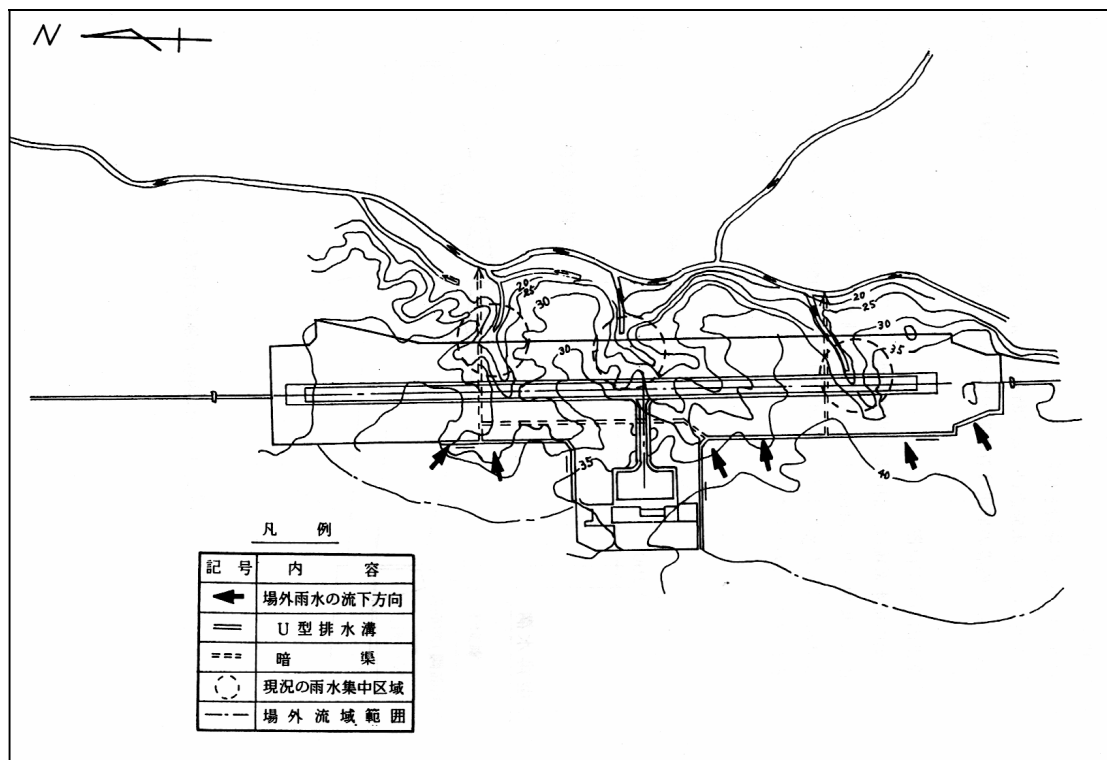 N
20
25
30
30
20
25
30
35
30
35
40
凡 例
記 号 内 容
場外雨水の流下方向
U 型 排 水 溝
暗 渠
現況の雨水集中区域
場 外 流 域 範 囲